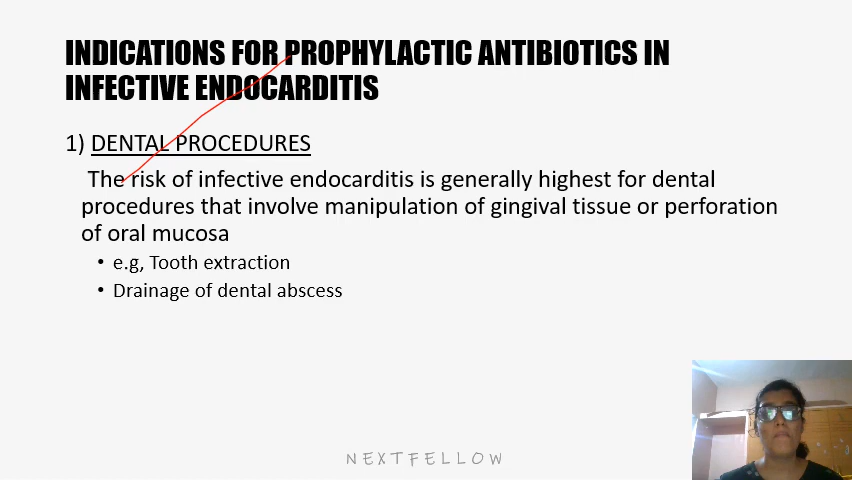 INDICATIONS FOR PROPHYLACTIC ANTIBIOTICS IN
INFECTIVE ENDOCARDITIS
1) DENTAL PROCEDURES
The risk of infective endocarditis is generally highest for dental
procedures that involve manipulation of gingival tissue or perforation
of oral mucosa
• e.g, Tooth extraction
• Drainage of dental abscess
NEXTFELLOW